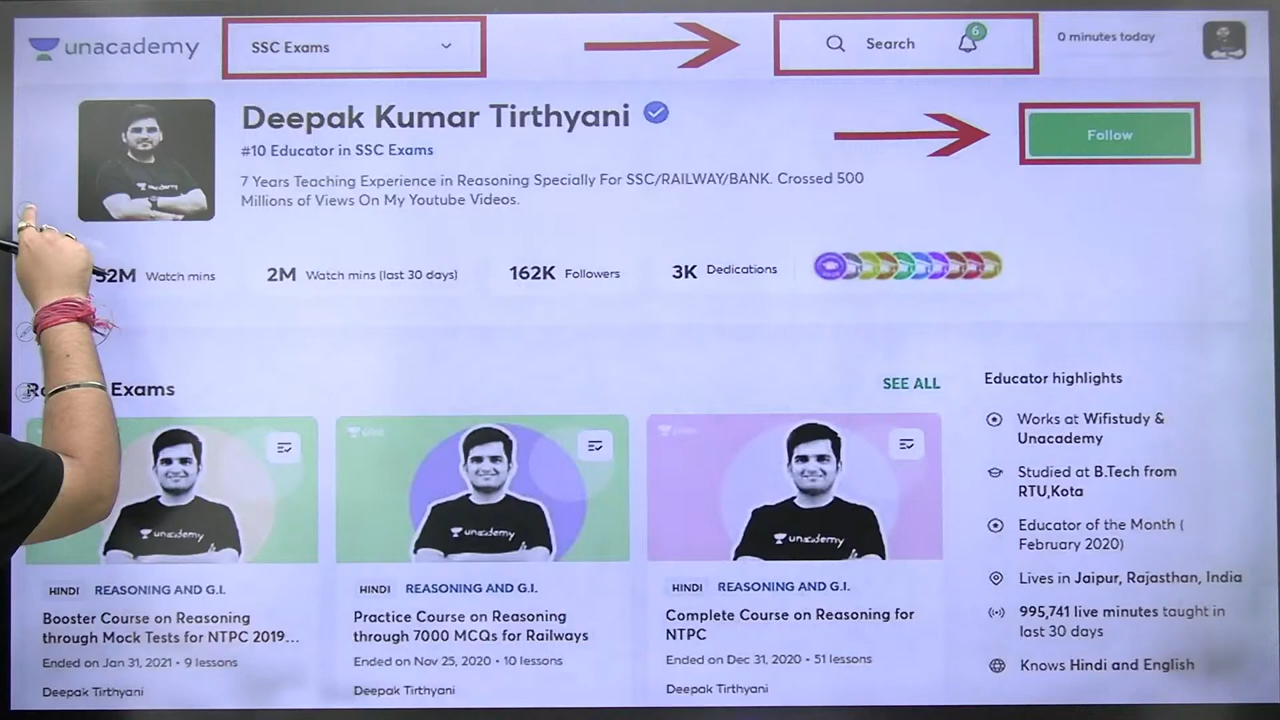 unacademy
SSC Exams
Search
6
0 minutes today
Deepak Kumar Tirthyani
#10 Educator in SSC Exams
7 Years Teaching Experience in Reasoning Specially For SSC/RAILWAY/BANK. Crossed 500
Millions of Views On My Youtube Videos.
Follow
52M Watch mins
2M Watch mins (last 30 days)
162K Followers
3K Dedications
Exams
SEE ALL
unacademy
unacademy
unacademy
HINDI REASONING AND G.I.
Booster Course on Reasoning
through Mock Tests for NTPC 2019...
Ended on Jan 31, 2021 • 9 lessons
Deepak Tirthyani
HINDI REASONING AND G.I.
Practice Course on Reasoning
through 7000 MCQs for Railways
Ended on Nov 25, 2020 • 10 lessons
Deepak Tirthyani
HINDI REASONING AND G.I.
Complete Course on Reasoning for
NTPC
Ended on Dec 31, 2020 • 51 lessons
Deepak Tirthyani
Educator highlights
Works at Wifistudy &
Unacademy
Studied at B.Tech from
RTU,Kota
Educator of the Month (
February 2020)
Lives in Jaipur, Rajasthan, India
995,741 live minutes taught in
last 30 days
Knows Hindi and English